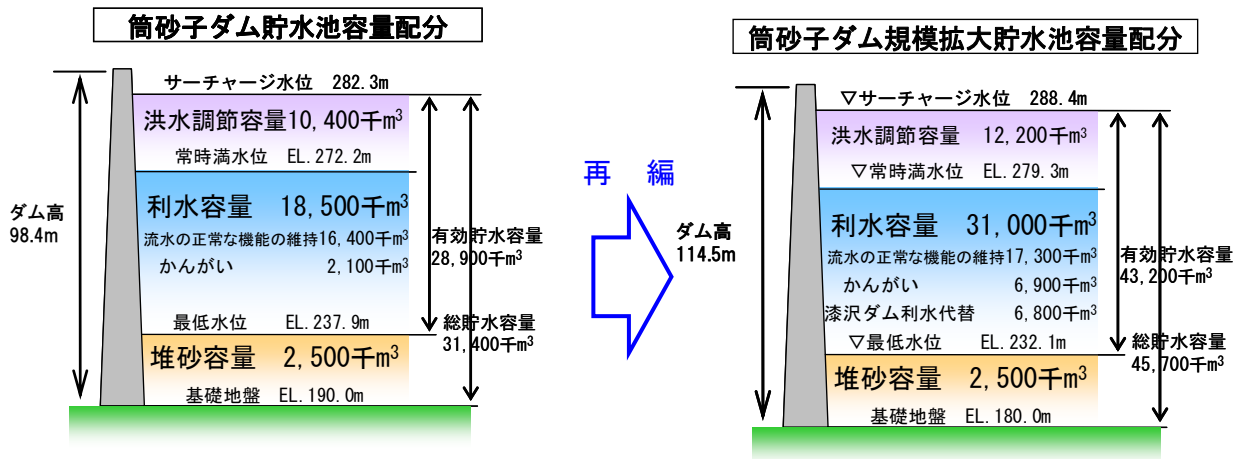 筒砂子ダム貯水池容量配分
サーチャージ水位 282.3m
洪水調節容量10,400千m³
常時満水位 EL.272.2m
利水容量 18,500千m³
流水の正常な機能の維持16,400千m³
かんがい 2,100千m³
最低水位 EL.237.9m
堆砂容量 2,500千m³
基礎地盤 EL.190.0m
ダム高
98.4m
有効貯水容量
28,900千m³
総貯水容量
31,400千m³
再 編
筒砂子ダム規模拡大貯水池容量配分
▽サーチャージ水位 288.4m
洪水調節容量 12,200千m³
▽常時満水位 EL.279.3m
利水容量 31,000千m³
流水の正常な機能の維持17,300千m³
かんがい 6,900千m³
漆沢ダム利水代替 6,800千m³
▽最低水位 EL.232.1m
堆砂容量 2,500千m³
基礎地盤 EL.180.0m
ダム高
114.5m
有効貯水容量
43,200千m³
総貯水容量
45,700千m³